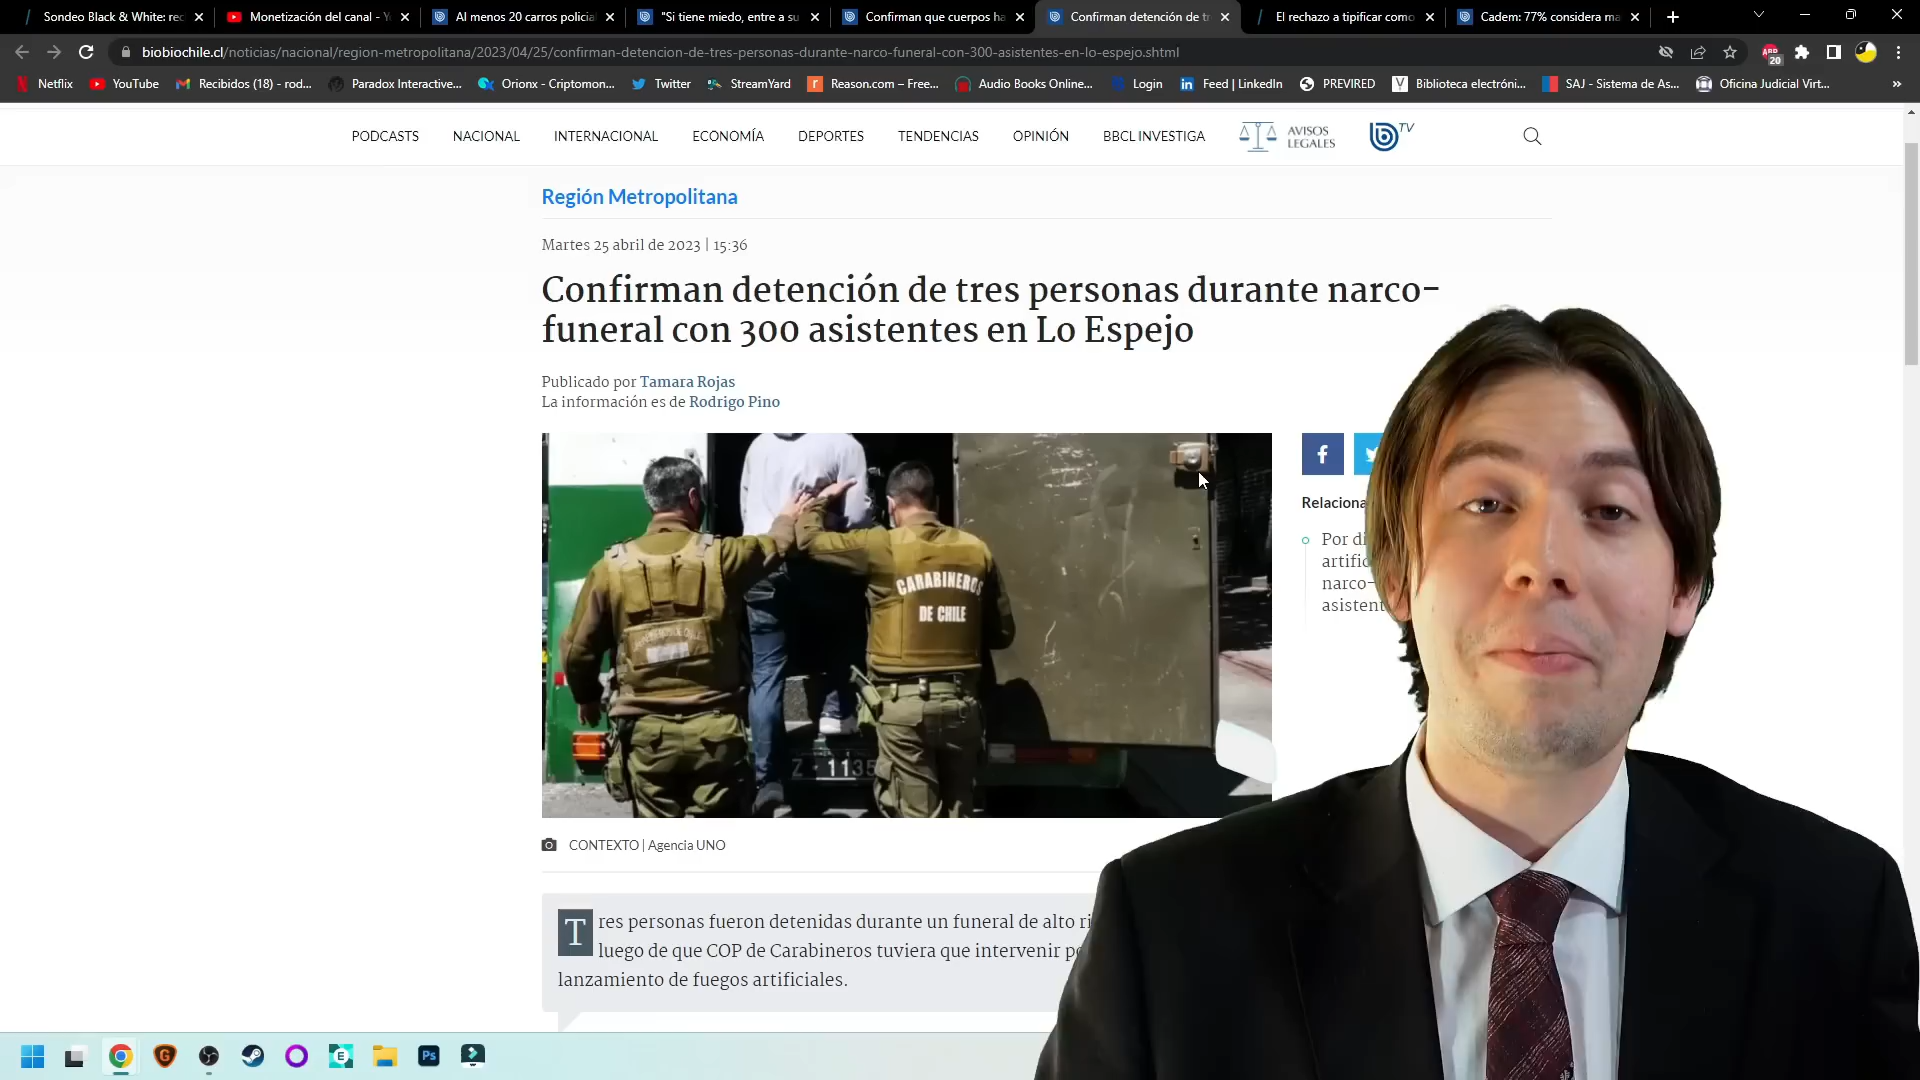 Sondeo Black & White: rec
Monetización del canal - Y
Al menos 20 carros policial
"Si tiene miedo, entre a su
Confirman que cuerpos ha
Confirman detención de tr
El rechazo a tipificar como
Cadem: 77% considera ma
biobiochile.cl/noticias/nacional/region-metropolitana/2023/04/25/confirman-detencion-de-tres-personas-durante-narco-funeral-con-300-asistentes-en-lo-espejo.shtml
ABP
20
Netflix
YouTube
Recibidos (18) - rod...
Paradox Interactive...
Orionx - Criptomon...
Twitter
StreamYard
Reason.com – Free...
Audio Books Online...
Login
Feed | LinkedIn
PREVIRED
Biblioteca electróni...
SAJ - Sistema de As...
Oficina Judicial Virt...
»
PODCASTS
NACIONAL
INTERNACIONAL
ECONOMÍA
DEPORTES
TENDENCIAS
OPINIÓN
BBCL INVESTIGA
AVISOS
LEGALES
TV
Región Metropolitana
Martes 25 abril de 2023 | 15:36
Confirman detención de tres personas durante narco-
funeral con 300 asistentes en Lo Espejo
Publicado por Tamara Rojas
La información es de Rodrigo Pino
CARABINEROS
DE CHILE
Z 1135
Relaciona
Por di
artific
narco-
asistent
CONTEXTO | Agencia UNO
Tres personas fueron detenidas durante un funeral de alto ri
luego de que COP de Carabineros tuviera que intervenir po
lanzamiento de fuegos artificiales.